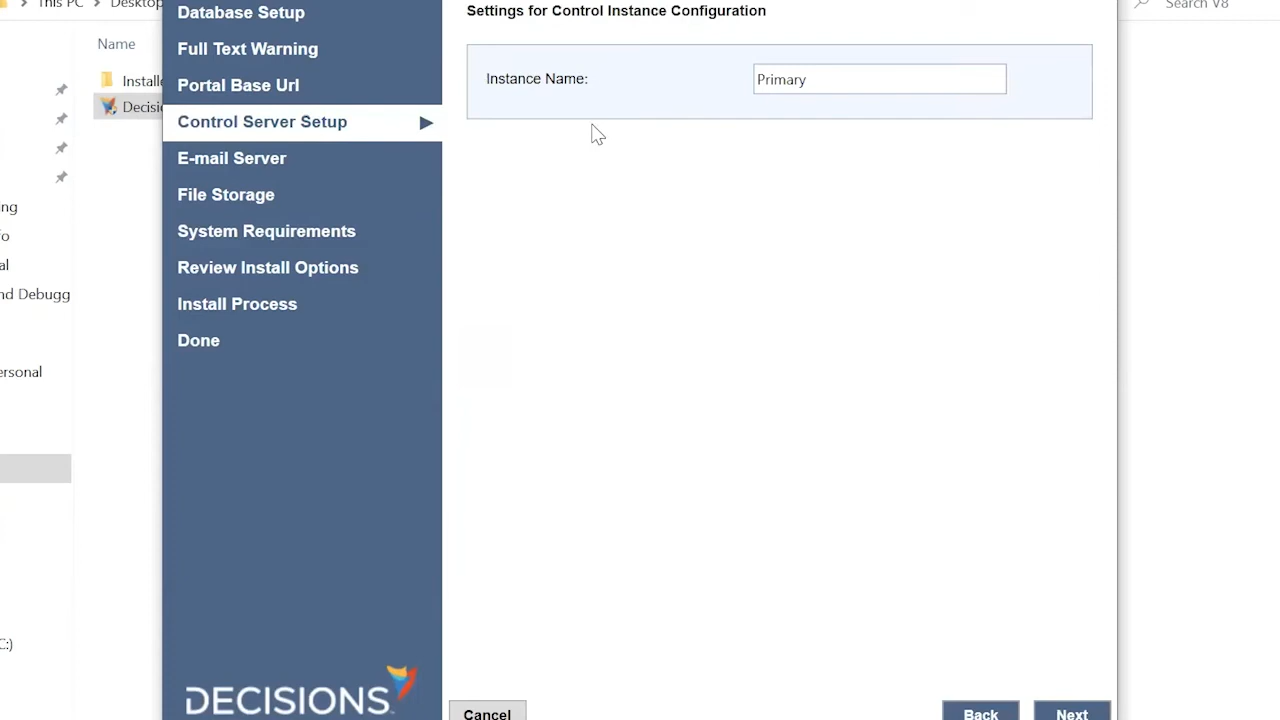 This PC > Desktop
Search V8
Name
Installe
Decisio
ng
fo
al
nd Debugg
ersonal
C:)
Database Setup
Full Text Warning
Portal Base Url
Control Server Setup
E-mail Server
File Storage
System Requirements
Review Install Options
Install Process
Done
DECISIONS
Settings for Control Instance Configuration
Instance Name: Primary
Cancel Back Next